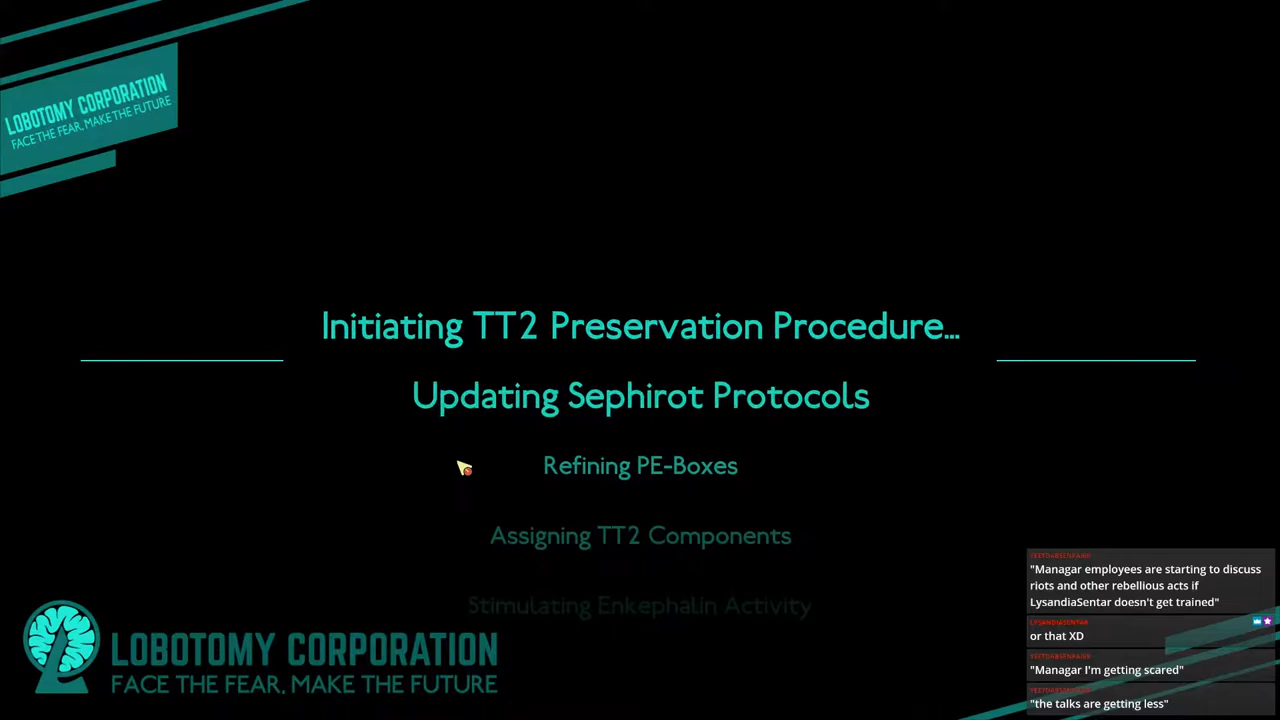 LOBOTOMY CORPORATION
FACE THE FEAR, MAKE THE FUTURE
Initiating TT2 Preservation Procedure...
Updating Sephirot Protocols
Refining PE-Boxes
Assigning TT2 Components
Stimulating Enkephalin Activity
LOBOTOMY CORPORATION
FACE THE FEAR, MAKE THE FUTURE
"Managar employees are starting to discuss
riots and other rebellious acts if
LysandiaSentar doesn't get trained"
LYSANDIASENTAR
or that XD
"Managar I'm getting scared"
"the talks are getting less"